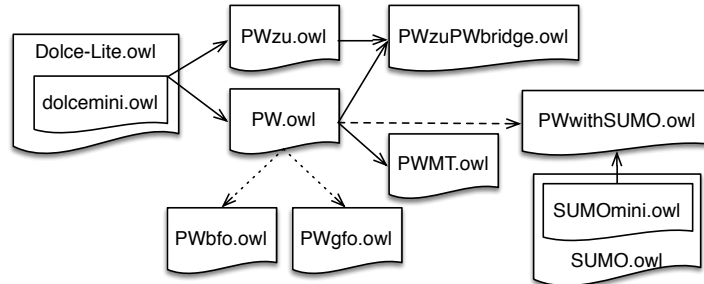 Dolce-Lite.owl
dolcemini.owl
PWzu.owl
PWzuPWbridge.owl
PW.owl
PWwithSUMO.owl
PWMT.owl
PWbfo.owl
PWgfo.owl
SUMOmini.owl
SUMO.owl